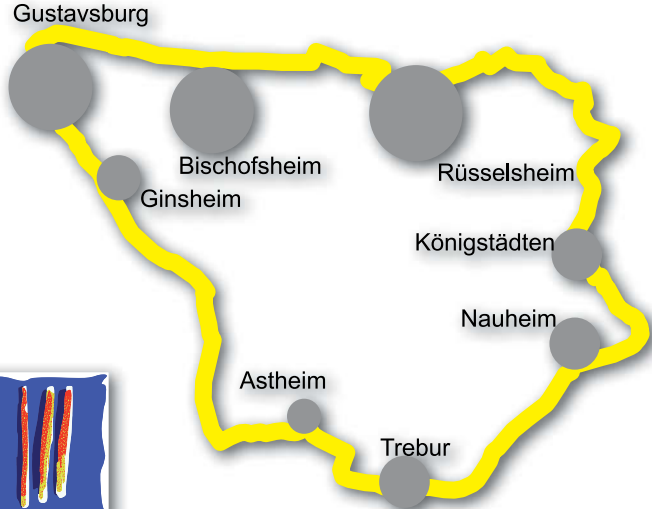 Gustavsburg
Bischofsheim
Rüsselsheim
Ginsheim
Königstädten
Nauheim
Astheim
Trebur